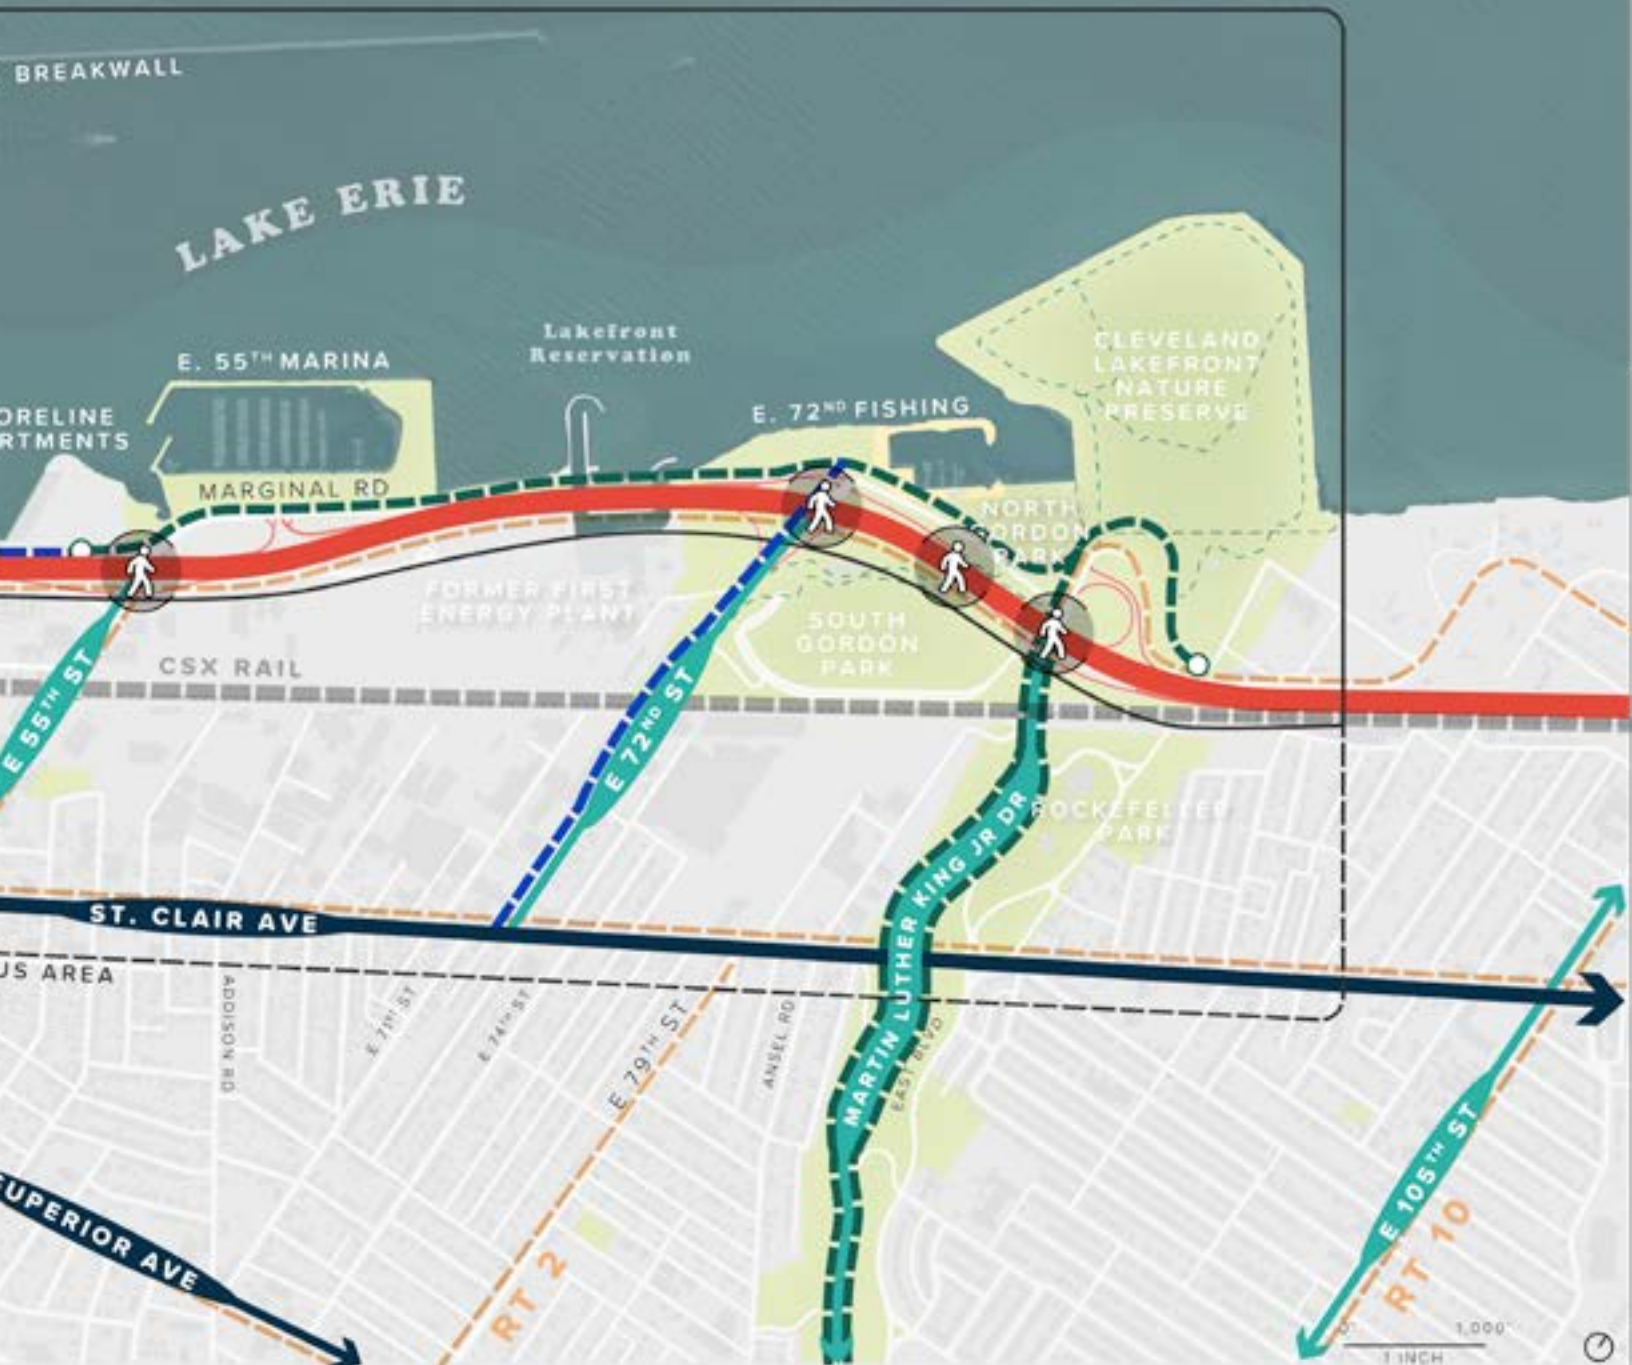 BREAKWALL
LAKE ERIE
Lakefront
Reservation
E. 55TH MARINA
CLEVELAND
LAKEFRONT
NATURE
PRESERVE
E. 72ND FISHING
ORELINE
RTMENTS
MARGINAL RD
NORTH
GORDON
PARK
FORMER FIRST
ENERGY PLANT
SOUTH
GORDON
PARK
CSX RAIL
E 55TH ST
E 72ND ST
ROCKEFELLER
PARK
MARTIN LUTHER KING JR DR
ST. CLAIR AVE
US AREA
ADDISON RD
E 71ST ST
E 74TH ST
E 79TH ST
ANSEL RD
EAST BLVD
E 105TH ST
SUPERIOR AVE
RT 2
RT 10
0' 1,000'
1 INCH